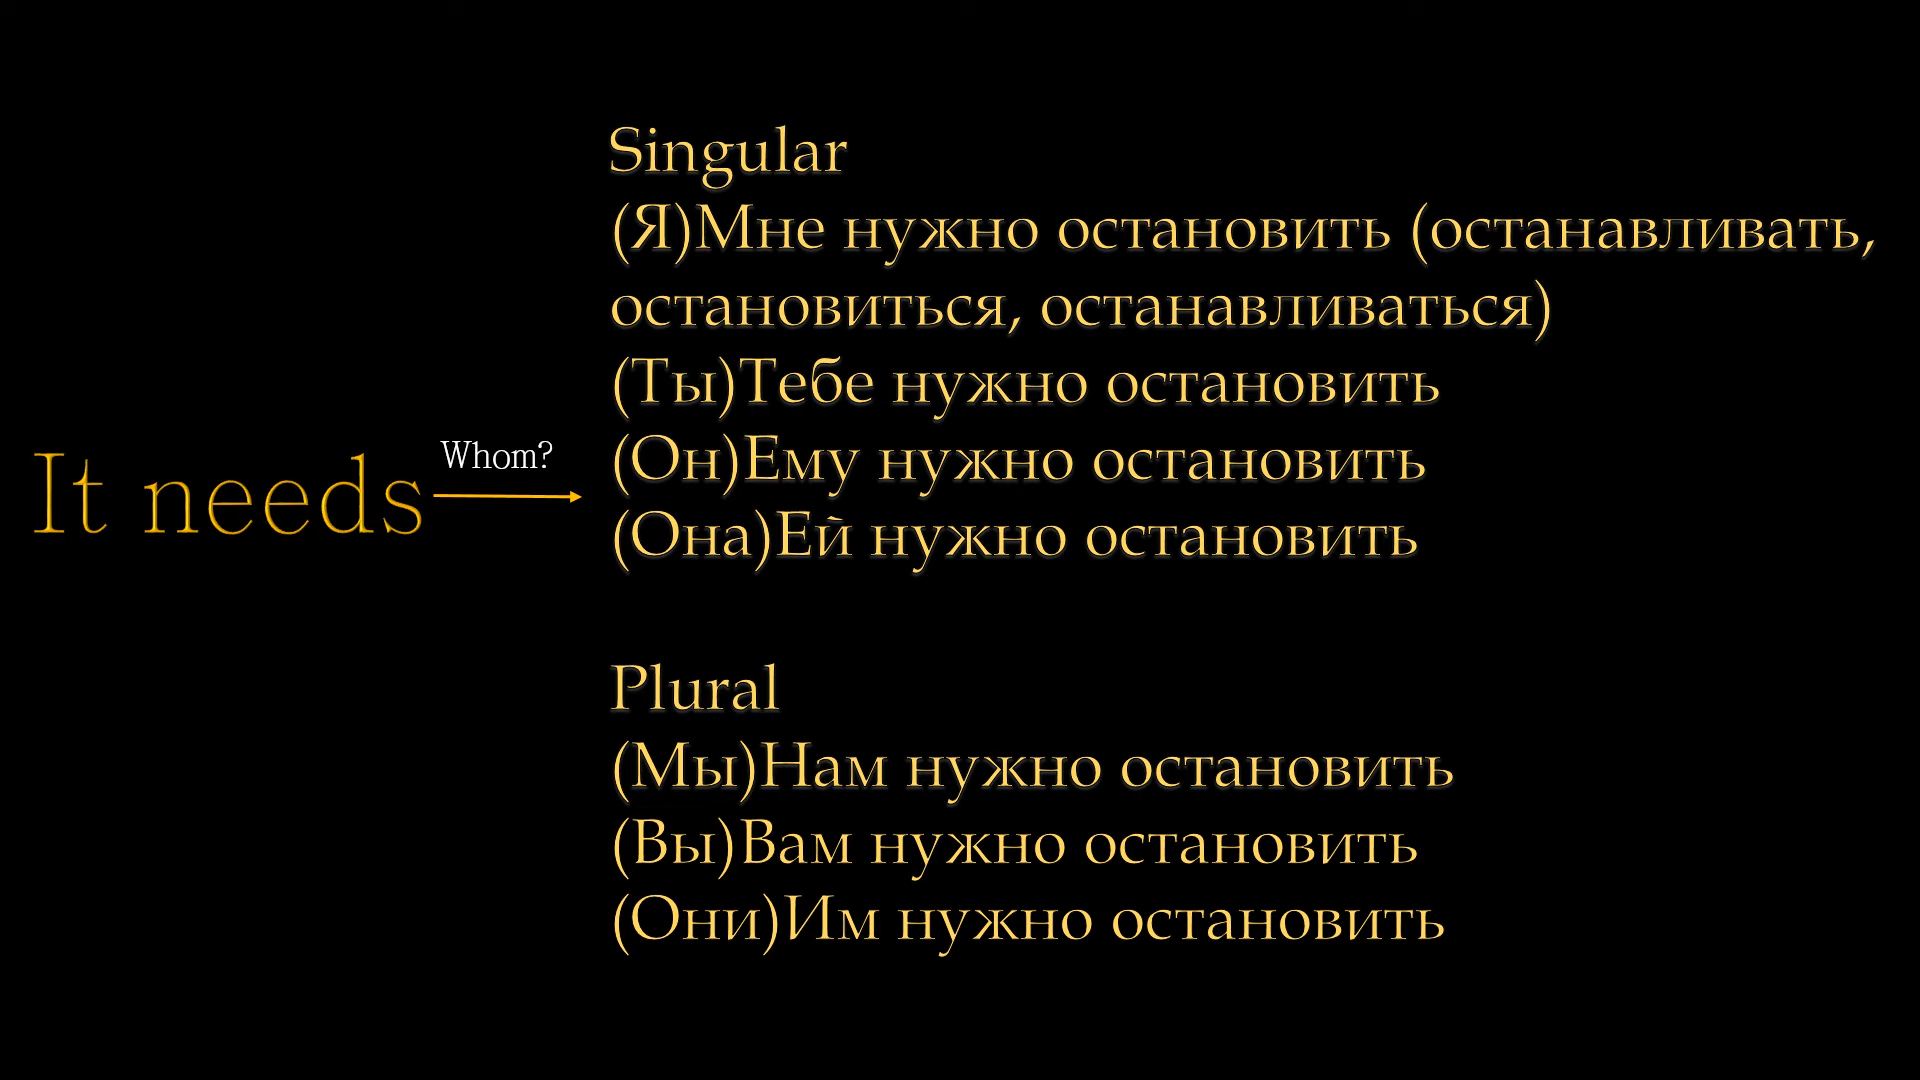 It needs
Whom?
Singular
(Я)Мне нужно остановить (останавливать,
остановиться, останавливаться)
(Ты)Тебе нужно остановить
(Он)Ему нужно остановить
(Она)Ей нужно остановить
Plural
(Мы)Нам нужно остановить
(Вы)Вам нужно остановить
(Они)Им нужно остановить